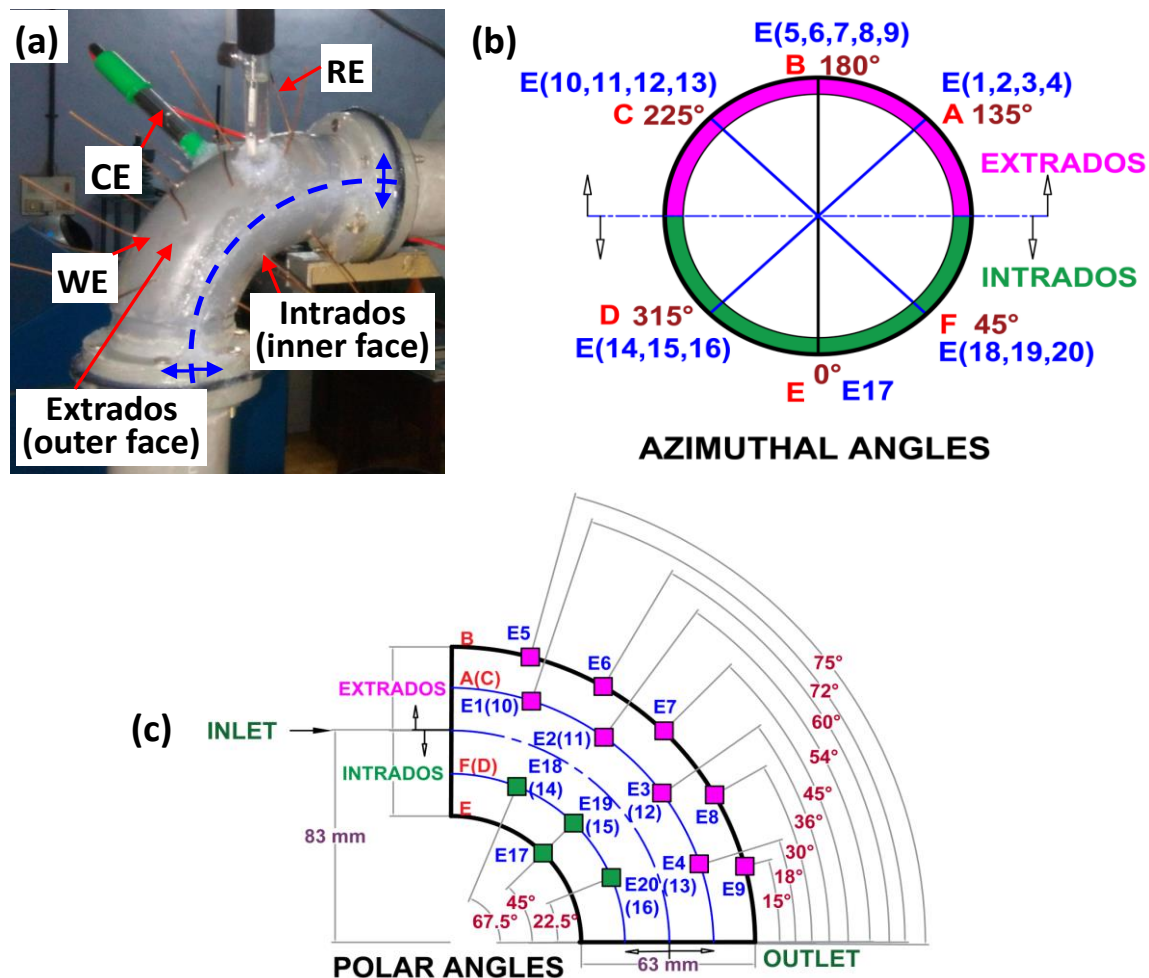 (a)
RE
CE
WE
Intrados
(inner face)
Extrados
(outer face)
(b)
E(5,6,7,8,9)
B 180°
E(10,11,12,13)
C 225°
E(1,2,3,4)
A 135°
EXTRADOS
INTRADOS
D 315°
E(14,15,16)
F 45°
E(18,19,20)
0°
E E17
AZIMUTHAL ANGLES
(c)
B
E5
E6
E7
A(C)
EXTRADOS
E1(10)
INLET
E2(11)
F(D)
INTRADOS
E18
(14)
E19
(15)
E3
(12)
E8
E
E17
E4
(13)
E9
E20
(16)
83 mm
75°
72°
60°
54°
45°
36°
30°
18°
15°
45°
67.5°
22.5°
63 mm
OUTLET
POLAR ANGLES